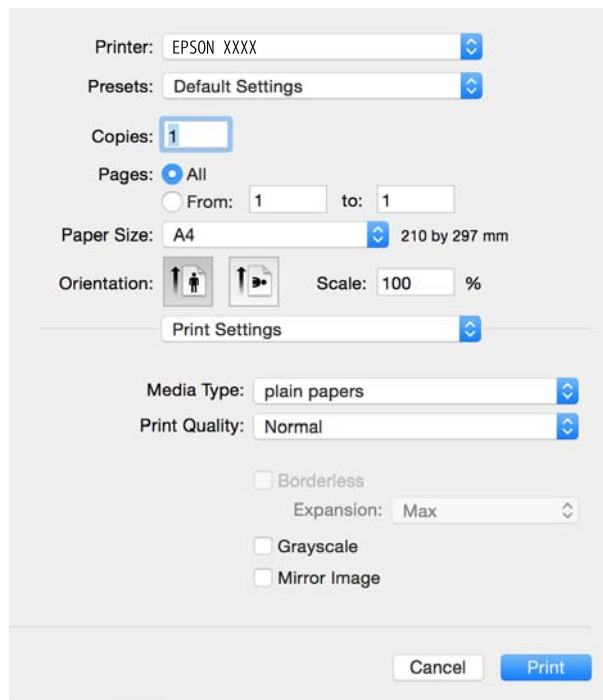 Printer: EPSON XXXX
Presets: Default Settings
Copies: 1
Pages: All
From: 1 to: 1
Paper Size: A4 210 by 297 mm
Orientation: Scale: 100 %
Print Settings
Media Type: plain papers
Print Quality: Normal
Borderless
Expansion: Max
Grayscale
Mirror Image
Cancel Print